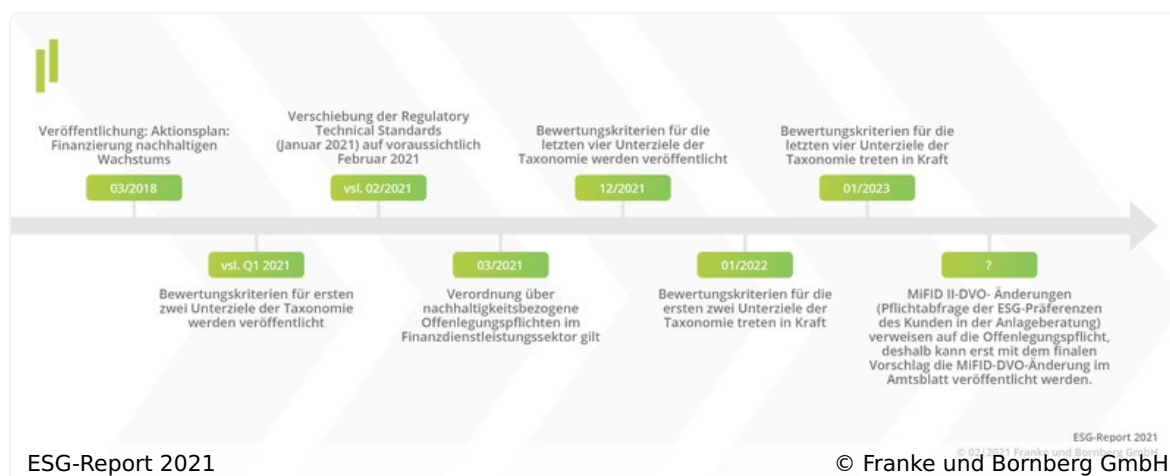 Veröffentlichung: Aktionsplan:
Finanzierung nachhaltigen
Wachstums
03/2018
Verschiebung der Regulatory
Technical Standards
(Januar 2021) auf voraussichtlich
Februar 2021
vsl. 02/2021
Bewertungskriterien für die
letzten vier Unterziele der
Taxonomie werden veröffentlicht
12/2021
Bewertungskriterien für die
letzten vier Unterziele der
Taxonomie treten in Kraft
01/2023
vsl. Q1 2021
Bewertungskriterien für ersten
zwei Unterziele der Taxonomie
werden veröffentlicht
03/2021
Verordnung über
nachhaltigkeitsbezogene
Offenlegungspflichten im
Finanzdienstleistungssektor gilt
01/2022
Bewertungskriterien für die
ersten zwei Unterziele der
Taxonomie treten in Kraft
?
MiFID II-DVO- Änderungen
(Pflichtabfrage der ESG-Präferenzen
des Kunden in der Anlageberatung)
verweisen auf die Offenlegungspflicht,
deshalb kann erst mit dem finalen
Vorschlag die MiFID-DVO-Änderung im
Amtsblatt veröffentlicht werden.
ESG-Report 2021
© 02/2021 Franke und Bornberg GmbH
ESG-Report 2021
© Franke und Bornberg GmbH